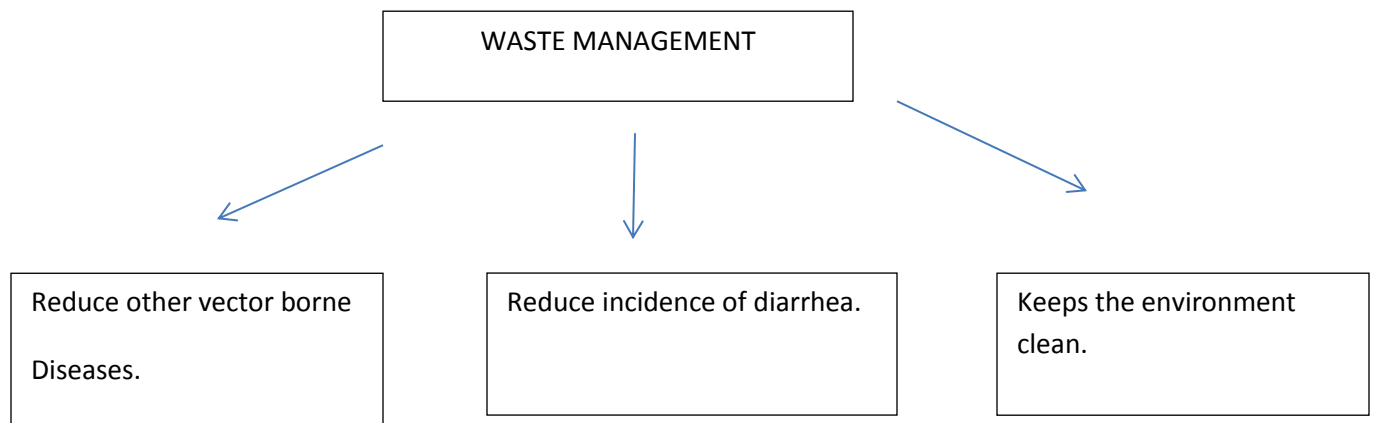 WASTE MANAGEMENT
Reduce other vector borne
Diseases.
Reduce incidence of diarrhea.
Keeps the environment
clean.